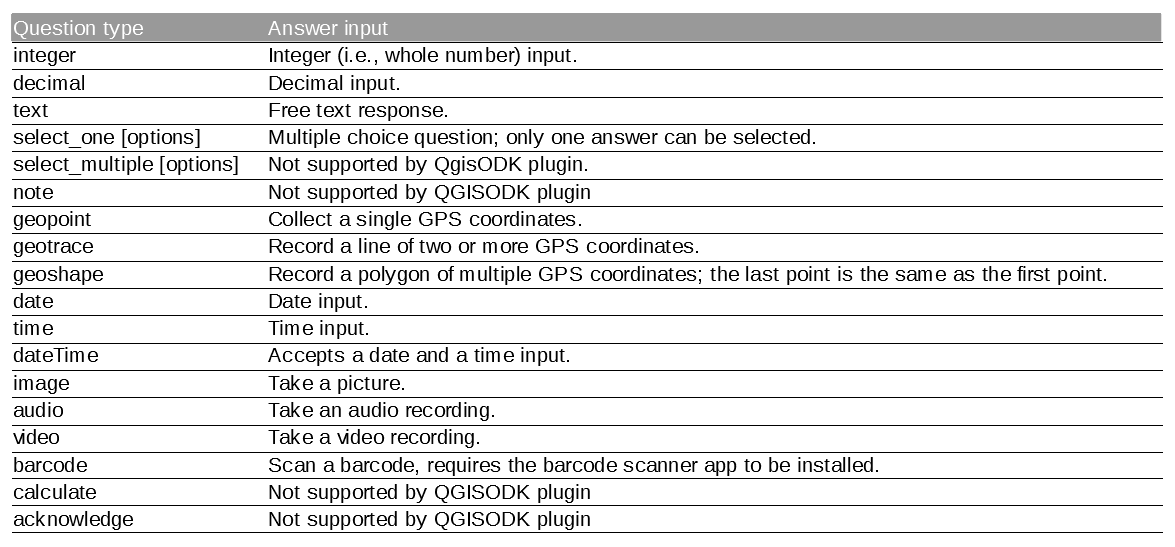 Question type Answer input
integer Integer (i.e., whole number) input.
decimal Decimal input.
text Free text response.
select_one [options] Multiple choice question; only one answer can be selected.
select_multiple [options] Not supported by QgisODK plugin.
note Not supported by QGISODK plugin
geopoint Collect a single GPS coordinates.
geotrace Record a line of two or more GPS coordinates.
geoshape Record a polygon of multiple GPS coordinates; the last point is the same as the first point.
date Date input.
time Time input.
dateTime Accepts a date and a time input.
image Take a picture.
audio Take an audio recording.
video Take a video recording.
barcode Scan a barcode, requires the barcode scanner app to be installed.
calculate Not supported by QGISODK plugin
acknowledge Not supported by QGISODK plugin